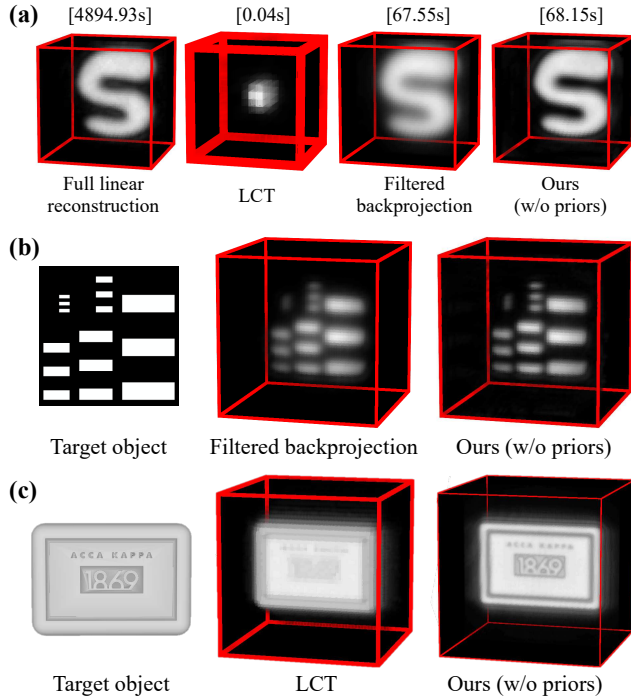 (a)
[4894.93s] [0.04s] [67.55s] [68.15s]
S S S
Full linear reconstruction LCT Filtered backprojection Ours (w/o priors)
(b)
Target object Filtered backprojection Ours (w/o priors)
(c)
ACCA KAPPA ACCA KAPPA
1869 1869
Target object LCT Ours (w/o priors)